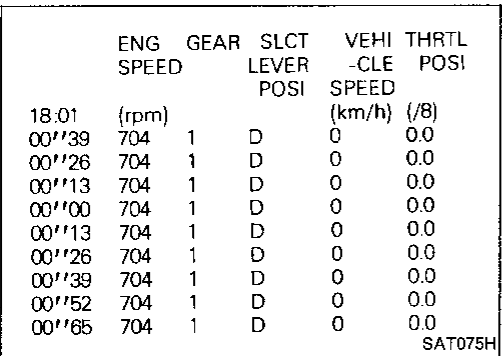 ENG GEAR SLCT VEHI THRTL
SPEED LEVER -CLE POSI
POSI SPEED
18:01 (rpm) (km/h) (/8)
00''39 704 1 D 0 0.0
00''26 704 1 D 0 0.0
00''13 704 1 D 0 0.0
00''00 704 1 D 0 0.0
00''13 704 1 D 0 0.0
00''26 704 1 D 0 0.0
00''39 704 1 D 0 0.0
00''52 704 1 D 0 0.0
00''65 704 1 D 0 0.0
SAT075H